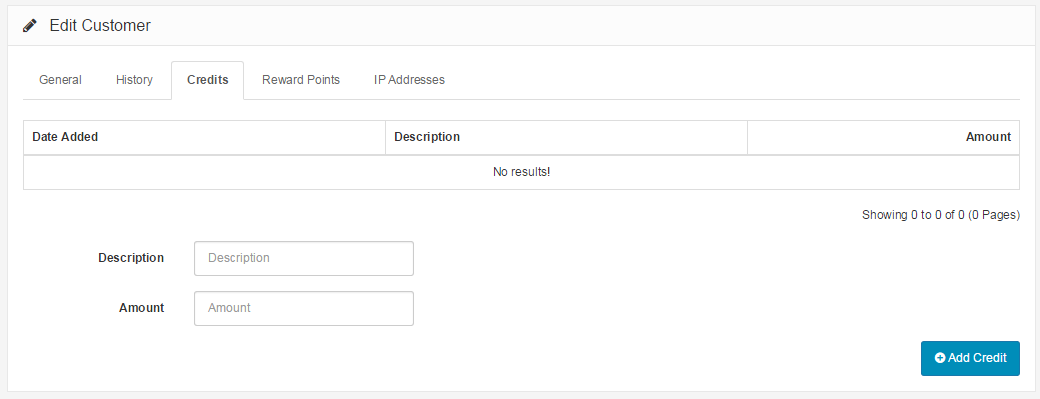 Edit Customer
General History Credits Reward Points IP Addresses
Date Added Description Amount
No results!
Showing 0 to 0 of 0 (0 Pages)
Description Description
Amount Amount
Add Credit